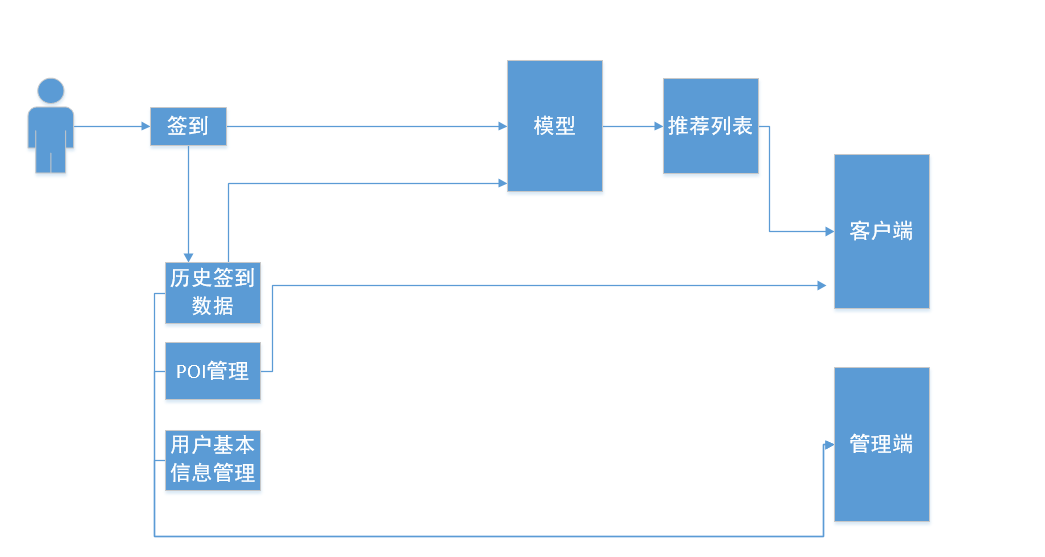 签到
模型
推荐列表
客户端
历史签到
数据
POI管理
用户基本
信息管理
管理端